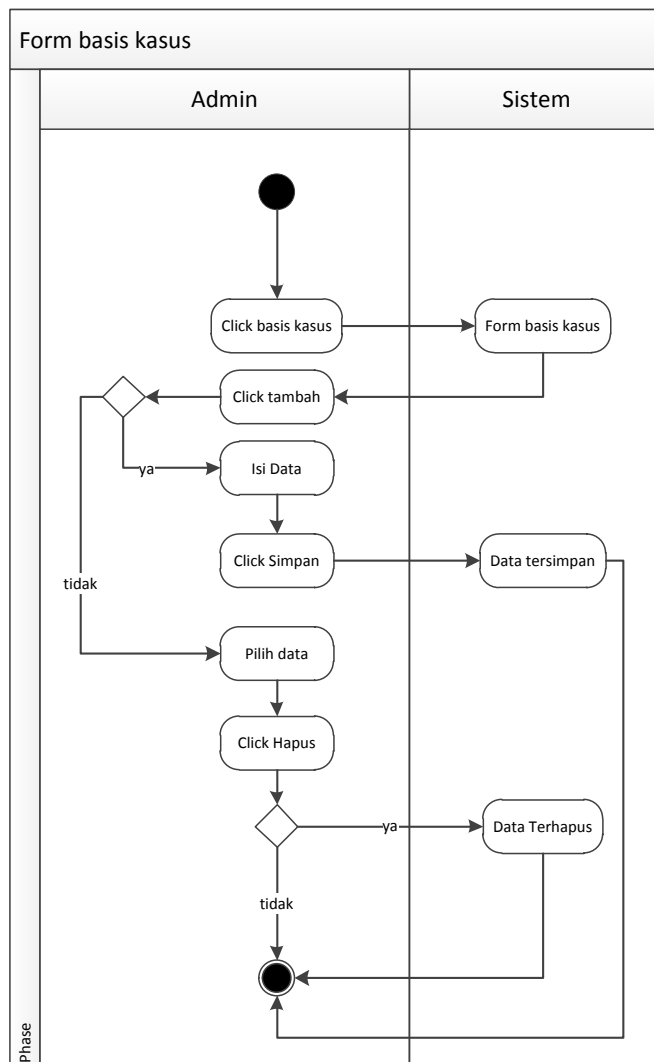 Form basis kasus
Admin
Sistem
Click basis kasus
Form basis kasus
Click tambah
ya
Isi Data
Click Simpan
Data tersimpan
tidak
Pilih data
Click Hapus
ya
Data Terhapus
tidak
Phase